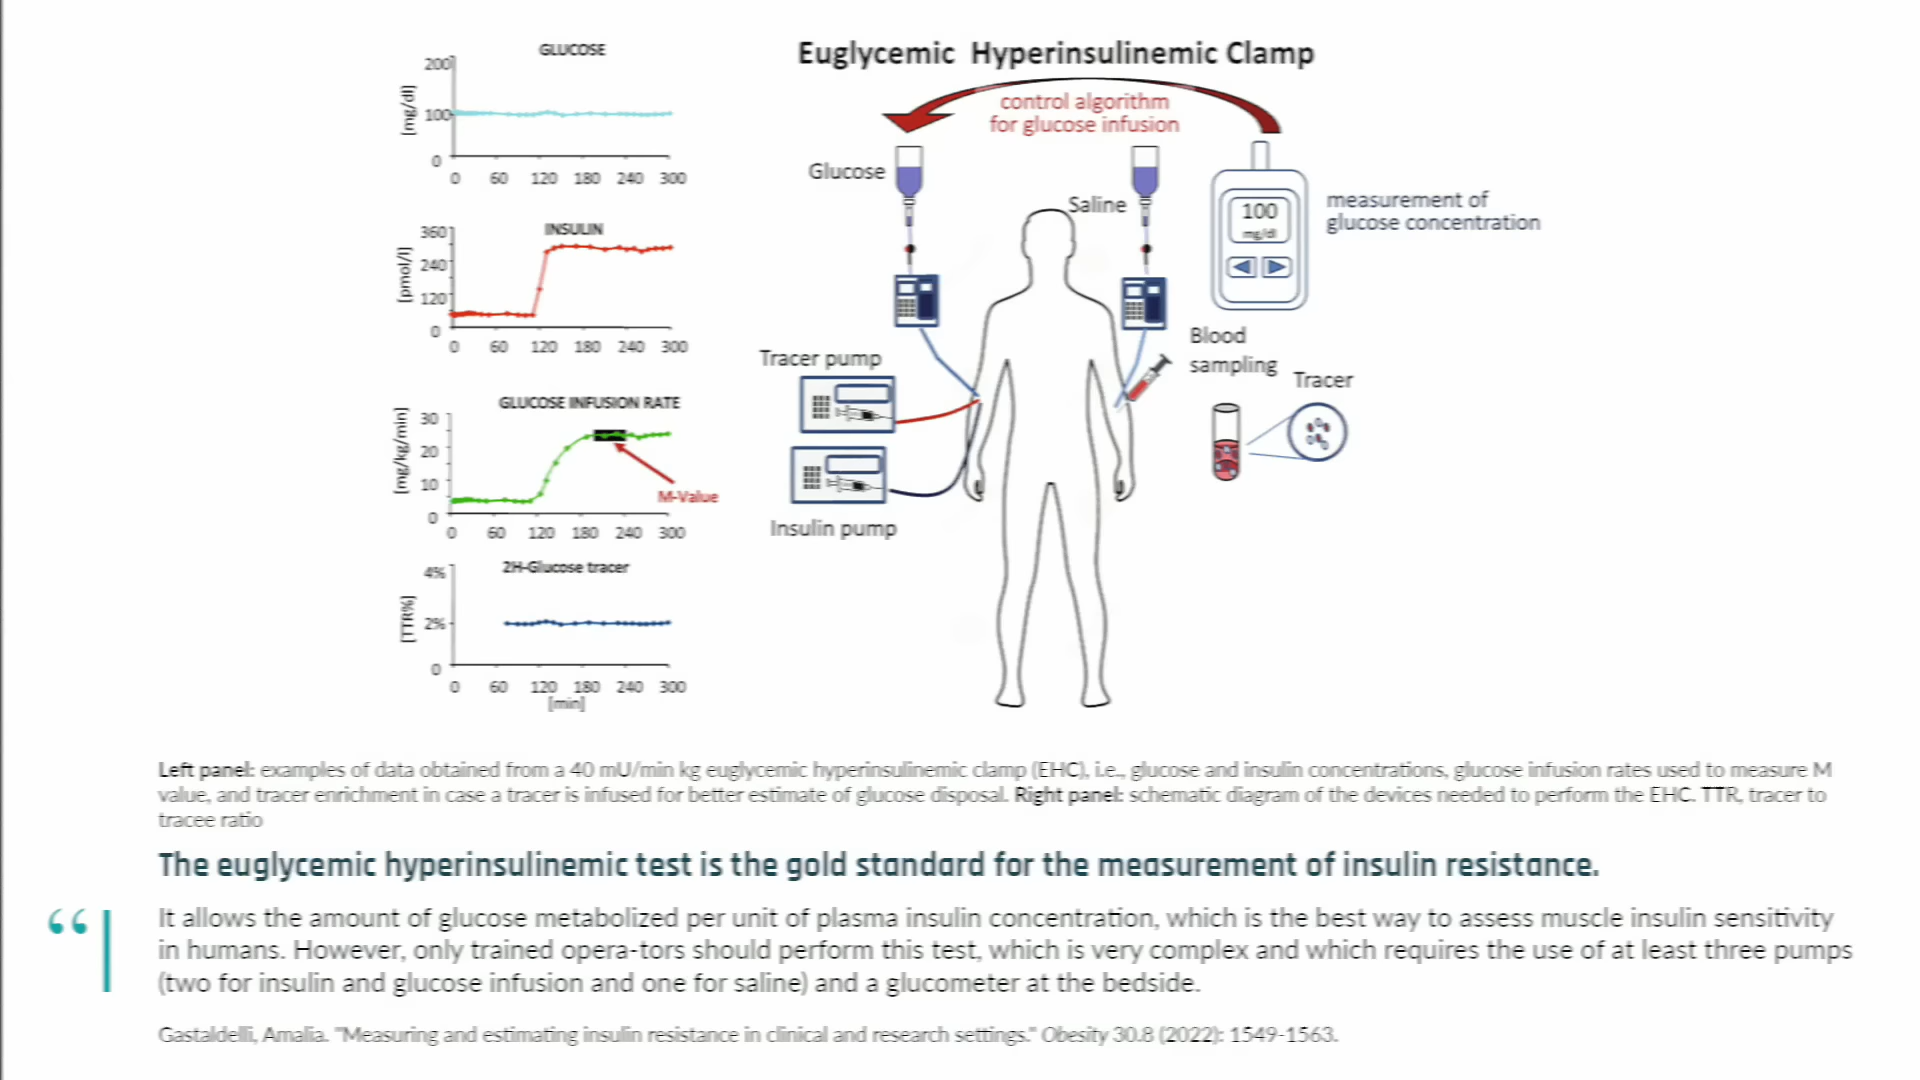 GLUCOSE
200
100
0
[mg/dl]
0 60 120 180 240 300
INSULIN
360
240
120
0
[pmol/l]
0 60 120 180 240 300
GLUCOSE INFUSION RATE
30
20
10
0
[mg/kg/min]
M-Value
0 60 120 180 240 300
2H-Glucose tracer
4%
2%
0
[TTR%]
0 60 120 180 240 300
[min]
Euglycemic Hyperinsulinemic Clamp
control algorithm
for glucose infusion
Glucose
Saline
100
mg/dl
measurement of
glucose concentration
Tracer pump
Insulin pump
Blood
sampling
Tracer
Left panel: examples of data obtained from a 40 mU/min kg euglycemic hyperinsulinemic clamp (EHC), i.e., glucose and insulin concentrations, glucose infusion rates used to measure M
value, and tracer enrichment in case a tracer is infused for better estimate of glucose disposal. Right panel: schematic diagram of the devices needed to perform the EHC. TTR, tracer to
tracee ratio
The euglycemic hyperinsulinemic test is the gold standard for the measurement of insulin resistance.
“ It allows the amount of glucose metabolized per unit of plasma insulin concentration, which is the best way to assess muscle insulin sensitivity
in humans. However, only trained opera-tors should perform this test, which is very complex and which requires the use of at least three pumps
(two for insulin and glucose infusion and one for saline) and a glucometer at the bedside.
Gastaldelli, Amalia. "Measuring and estimating insulin resistance in clinical and research settings." Obesity 30.8 (2022): 1549-1563.